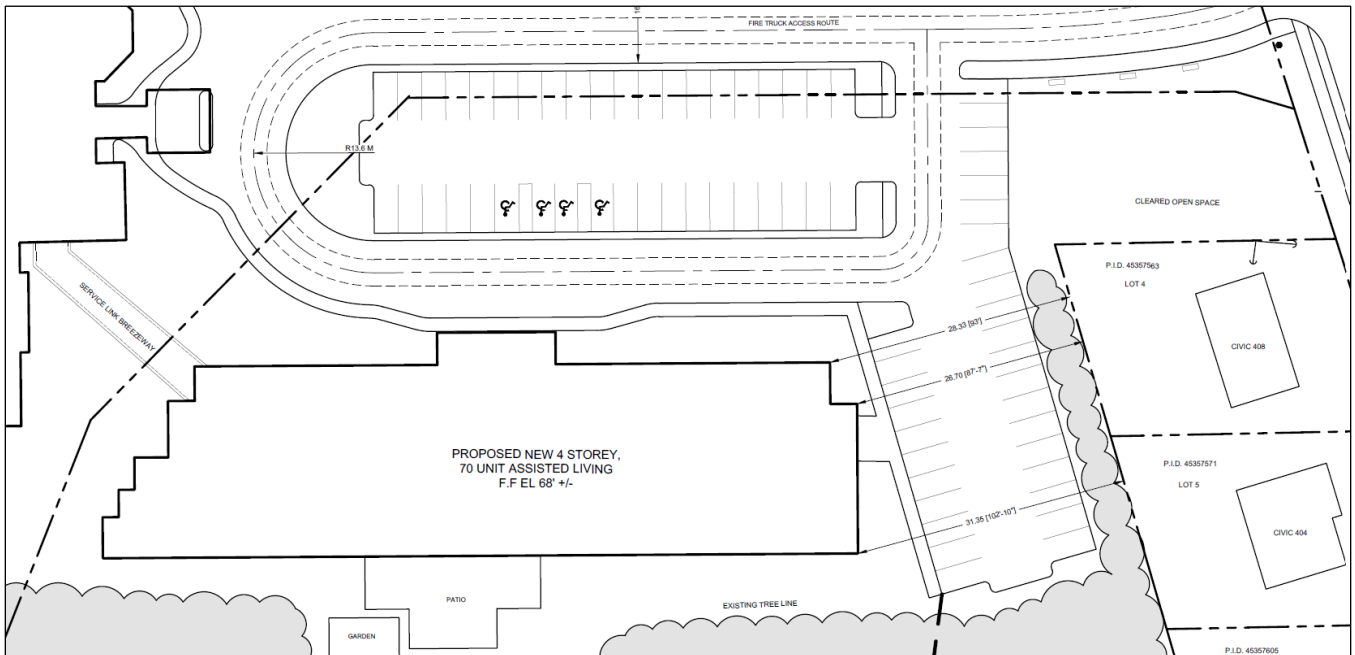 16
FIRE TRUCK ACCESS ROUTE
R13.6 M
CLEARED OPEN SPACE
P.I.D. 45357563
LOT 4
SERVICE LINK BREEZEWAY
28.33 [93']
CIVIC 408
26.70 [87'-7"]
PROPOSED NEW 4 STOREY,
70 UNIT ASSISTED LIVING
F.F EL 68' +/-
P.I.D. 45357571
LOT 5
31.35 [102'-10"]
CIVIC 404
PATIO
EXISTING TREE LINE
GARDEN
P.I.D. 45357605